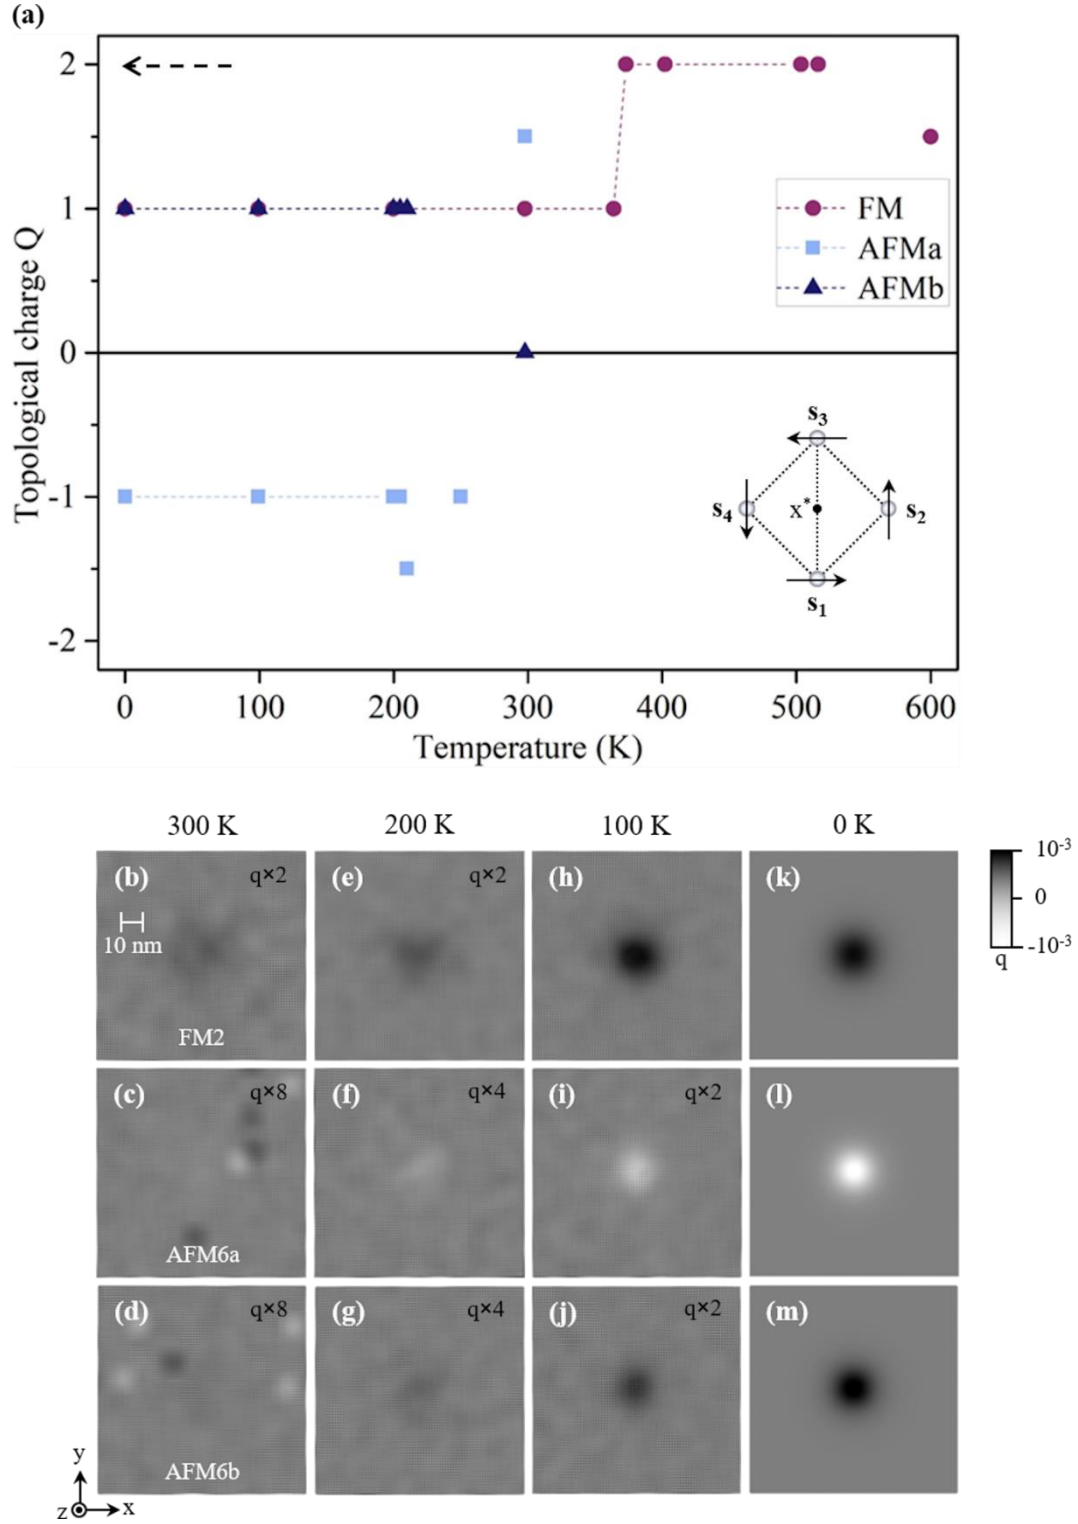 (a)
2
1
0
-1
-2
Topological charge Q
FM
AFMa
AFMb
s3
s4
x*
s2
s1
0 100 200 300 400 500 600
Temperature (K)
300 K 200 K 100 K 0 K
(b) q×2
10 nm
FM2
(e) q×2
(h)
(k)
10-3
0
-10-3
q
(c) q×8
AFM6a
(f) q×4
(i) q×2
(l)
(d) q×8
AFM6b
(g) q×4
(j) q×2
(m)
y
z x